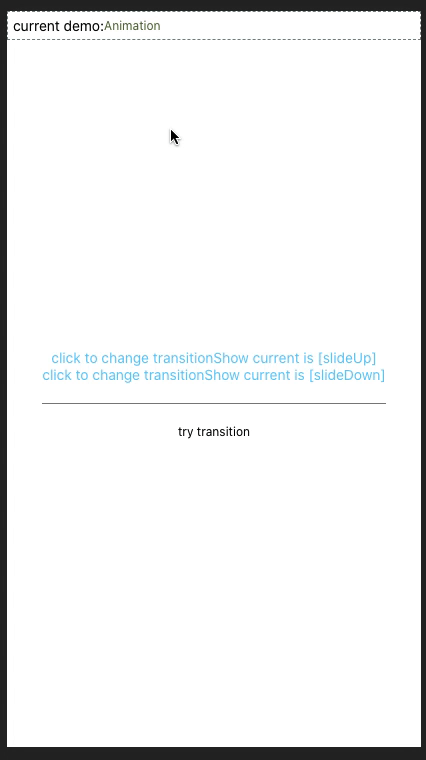 current demo:Animation
click to change transitionShow current is [slideUp]
click to change transitionShow current is [slideDown]
try transition